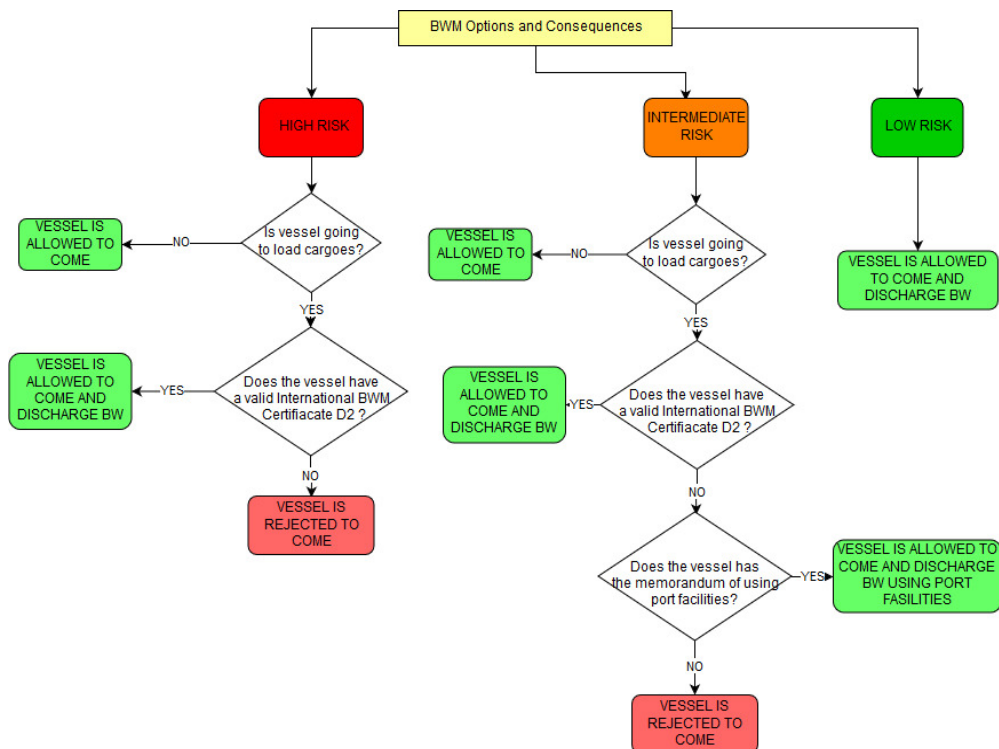 BWM Options and Consequences
HIGH RISK
INTERMEDIATE
RISK
LOW RISK
Is vessel going
to load cargoes?
NO
VESSEL IS
ALLOWED TO
COME
YES
Does the vessel have
a valid International BWM
Certifiacate D2 ?
YES
VESSEL IS
ALLOWED TO
COME AND
DISCHARGE BW
NO
VESSEL IS
REJECTED TO
COME
Is vessel going
to load cargoes?
NO
VESSEL IS
ALLOWED TO
COME
YES
Does the vessel have
a valid International BWM
Certifiacate D2 ?
YES
VESSEL IS
ALLOWED TO
COME AND
DISCHARGE BW
NO
Does the vessel has
the memorandum of using
port facilities?
YES
VESSEL IS ALLOWED TO
COME AND DISCHARGE
BW USING PORT
FASILITIES
NO
VESSEL IS
REJECTED TO
COME
VESSEL IS ALLOWED
TO COME AND
DISCHARGE BW